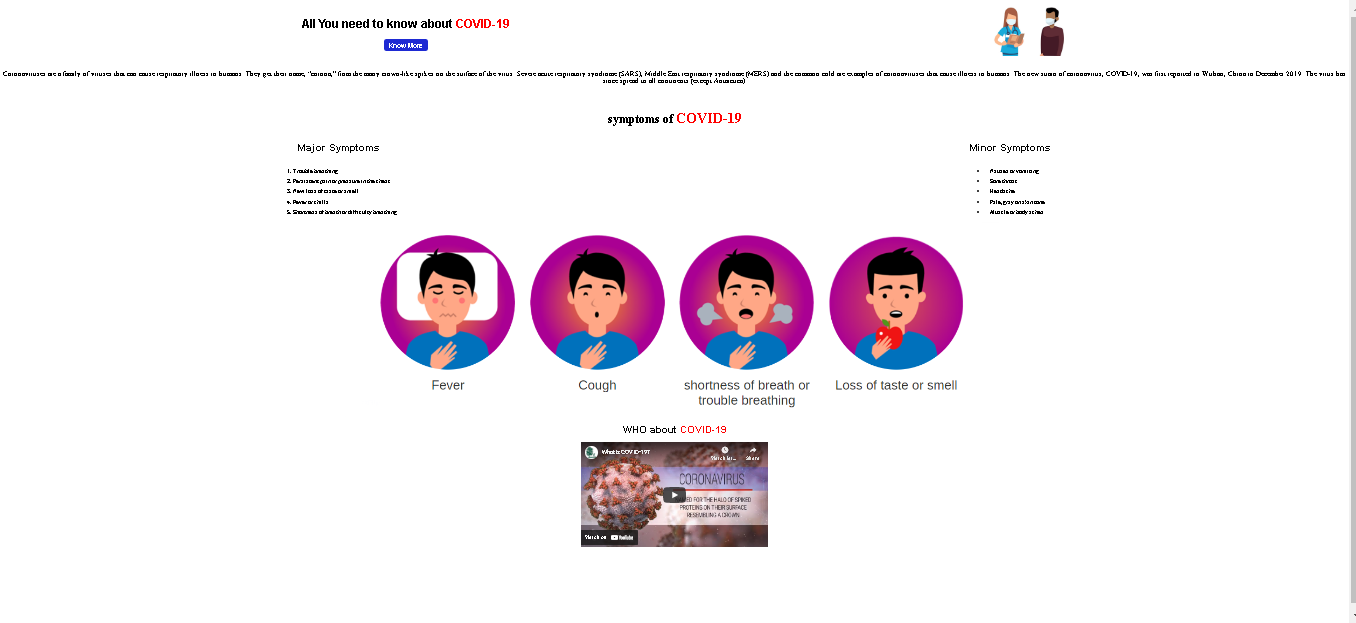 All You need to know about COVID-19
Know More
Coronaviruses are a family of viruses that can cause respiratory illness in humans. They get their name, "corona," from the many crown-like spikes on the surface of the virus. Severe acute respiratory syndrome (SARS), Middle East respiratory syndrome (MERS) and the common cold are examples of coronaviruses that cause illness in humans. The new strain of coronavirus, COVID-19, was first reported in Wuhan, China in December 2019. The virus has
since spread to all continents (except Antarctica).
symptoms of COVID-19
Major Symptoms
Minor Symptoms
1. Trouble breathing
2. Persistent pain or pressure in the chest
3. New loss of taste or smell
4. Fever or chills
5. Shortness of breath or difficulty breathing
Nausea or vomiting
Sore throat
Headache
Pale, gray
Muscle or body aches
Fever
Cough
shortness of breath or
trouble breathing
Loss of taste or smell
WHO about COVID-19
What is COVID-19?
Watch lat...
Share
CORONAVIRUS
FOR THE HALO OF SPIKED
PROTEINS ON THEIR SURFACE
RESEMBLING A CROWN
Watch on YouTube